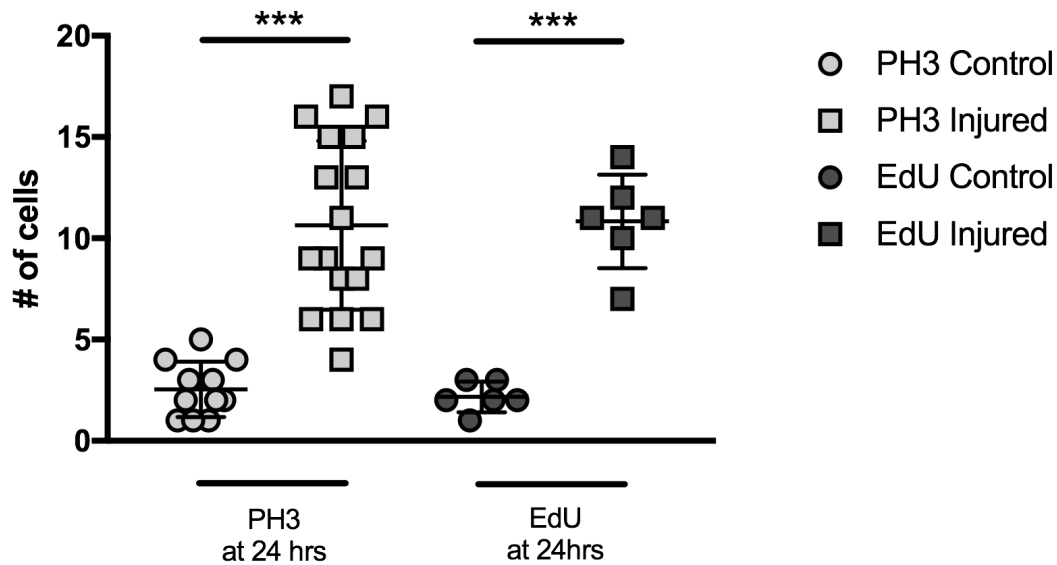 ***
***
20
15
10
5
0
# of cells
PH3
at 24 hrs
EdU
at 24hrs
PH3 Control
PH3 Injured
EdU Control
EdU Injured